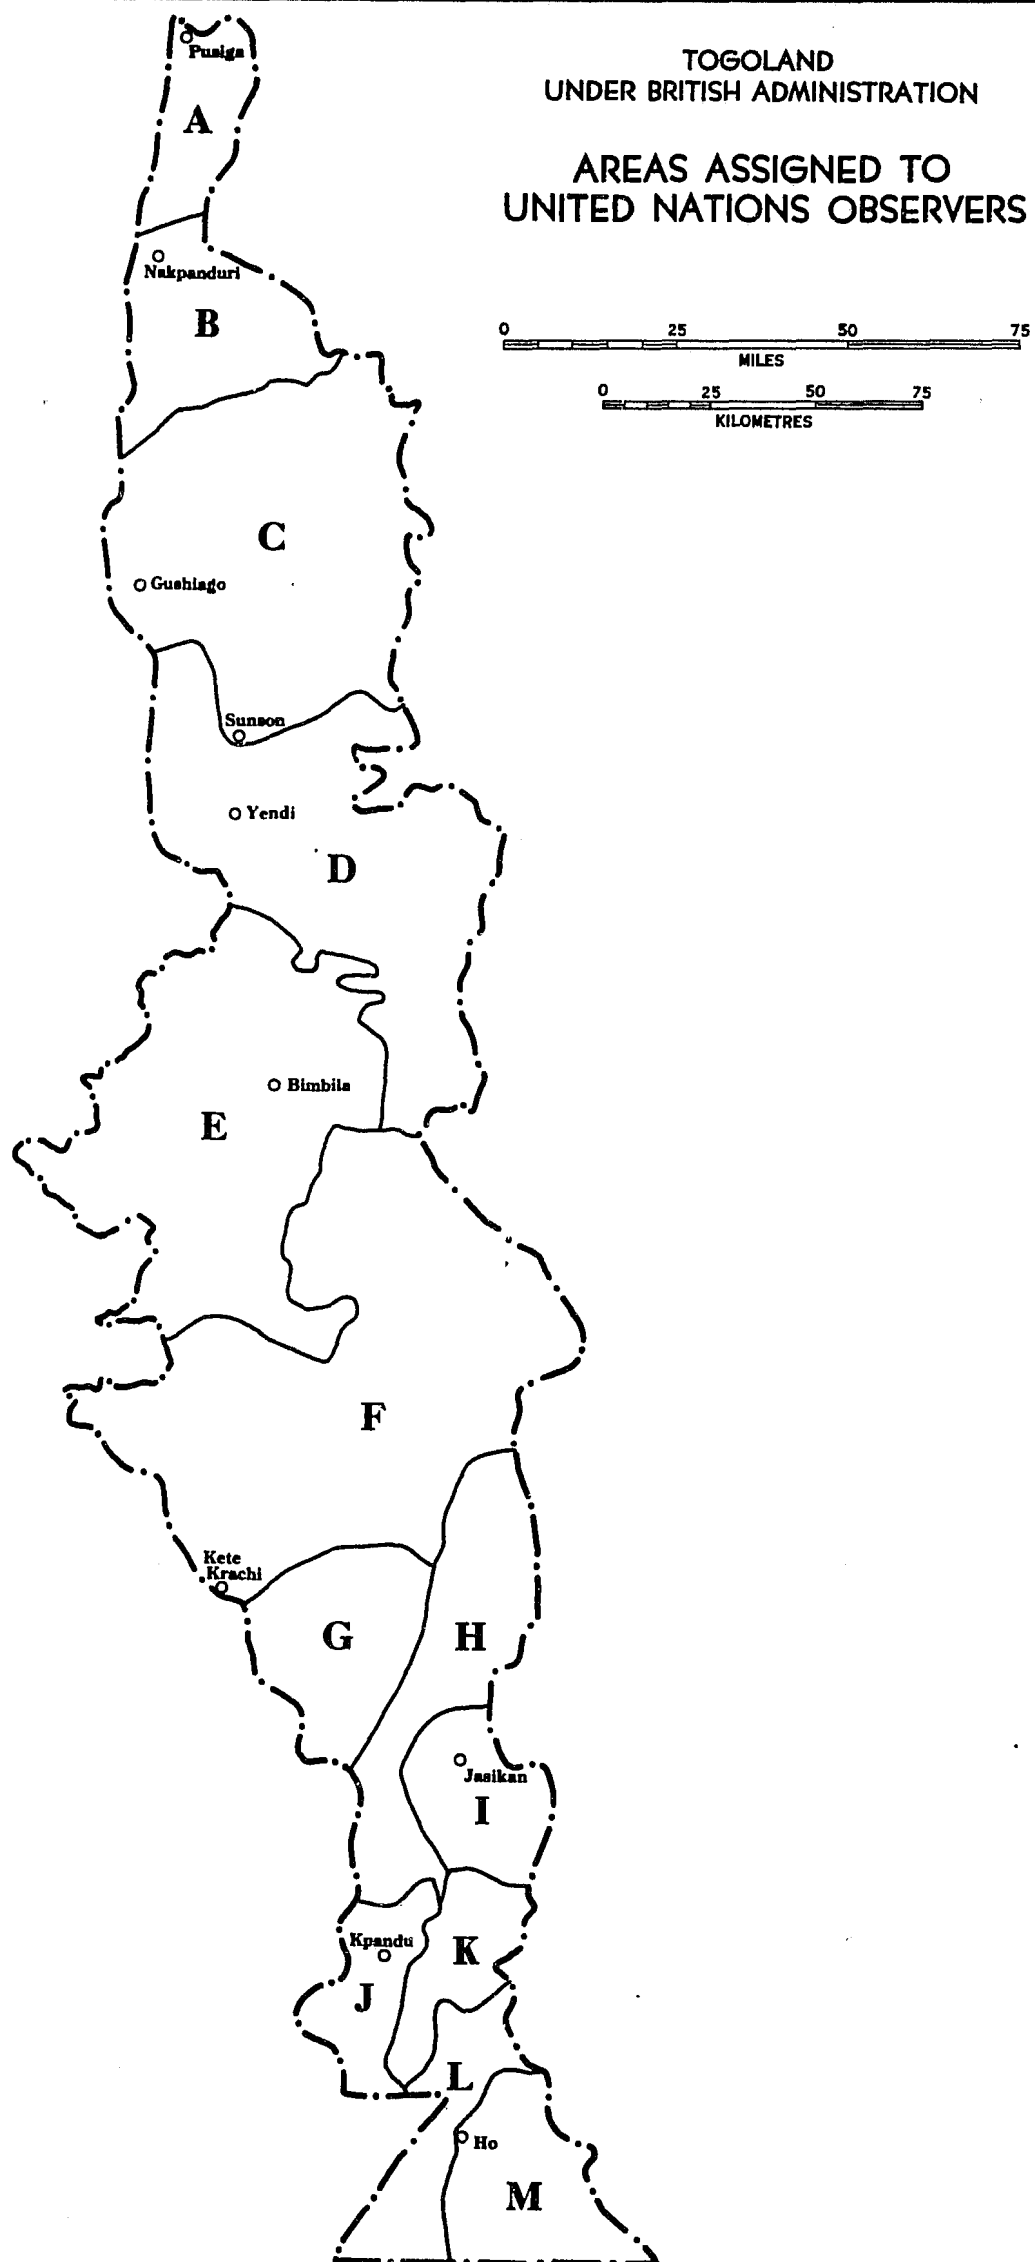 TOGOLAND
UNDER BRITISH ADMINISTRATION
AREAS ASSIGNED TO
UNITED NATIONS OBSERVERS
0 25 50 75
MILES
0 25 50 75
KILOMETRES
Pusiga
A
Nakpanduri
B
C
Gushiago
Sunson
Yendi
D
Bimbila
E
F
Kete
Krachi
G H
Jasikan
I
Kpandu
K
J
L
Ho
M